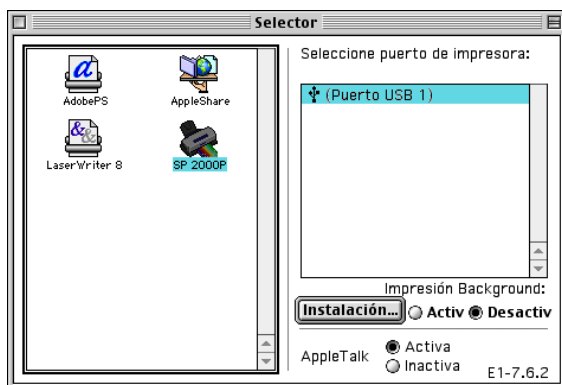 Selector
AdobePS
AppleShare
LaserWriter 8
SP 2000P
Seleccione puerto de impresora:
(Puerto USB 1)
Impresión Background:
Instalación...
Activ
Desactiv
AppleTalk
Activa
Inactiva
E1-7.6.2